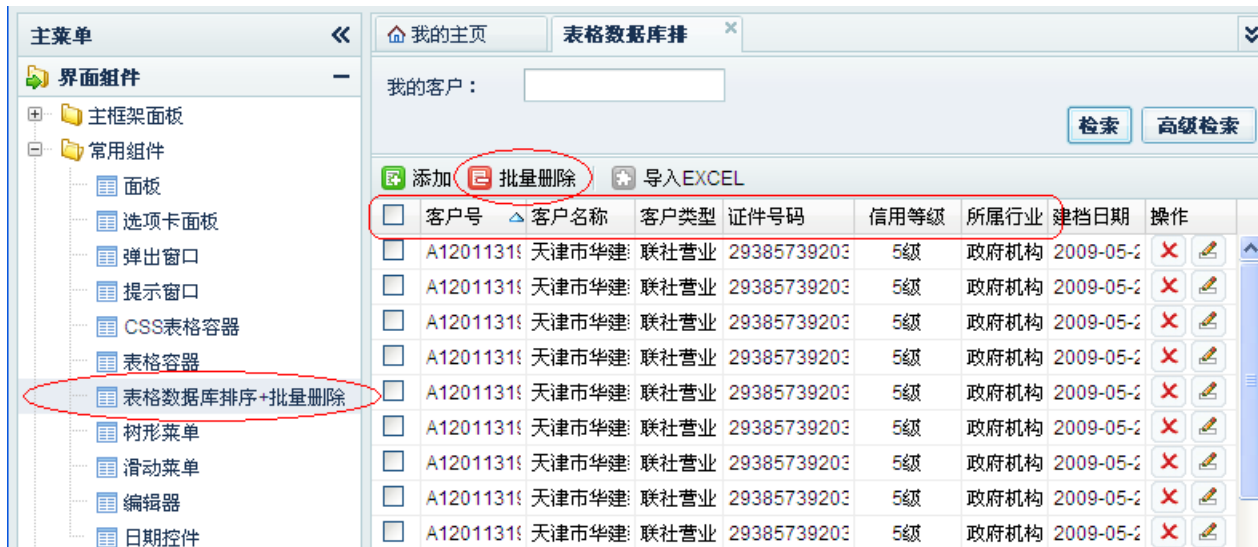 主菜单
界面组件
主框架面板
常用组件
面板
选项卡面板
弹出窗口
提示窗口
CSS表格容器
表格容器
表格数据库排序+批量删除
树形菜单
滑动菜单
编辑器
日期控件
我的主页 表格数据库排
我的客户：
检索 高级检索
添加 批量删除 导入EXCEL
客户号 客户名称 客户类型 证件号码 信用等级 所属行业 建档日期 操作
A12011319 天津市华建 联社营业 29385739203 5级 政府机构 2009-05-2
A12011319 天津市华建 联社营业 29385739203 5级 政府机构 2009-05-2
A12011319 天津市华建 联社营业 29385739203 5级 政府机构 2009-05-2
A12011319 天津市华建 联社营业 29385739203 5级 政府机构 2009-05-2
A12011319 天津市华建 联社营业 29385739203 5级 政府机构 2009-05-2
A12011319 天津市华建 联社营业 29385739203 5级 政府机构 2009-05-2
A12011319 天津市华建 联社营业 29385739203 5级 政府机构 2009-05-2
A12011319 天津市华建 联社营业 29385739203 5级 政府机构 2009-05-2
A12011319 天津市华建 联社营业 29385739203 5级 政府机构 2009-05-2